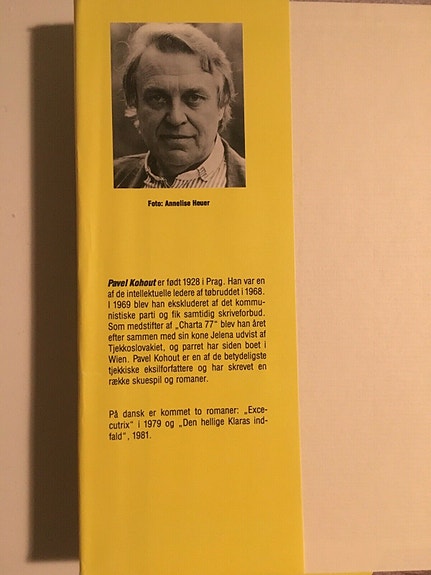 Foto: Annelise Heuer
Pavel Kohout er født 1928 i Prag. Han var en
af de intellektuelle ledere af tøbruddet i 1968.
I 1969 blev han ekskluderet af det kommu-
nistiske parti og fik samtidig skriveforbud.
Som medstifter af „Charta 77" blev han året
efter sammen med sin kone Jelena udvist af
Tjekkoslovakiet, og parret har siden boet i
Wien. Pavel Kohout er en af de betydeligste
tjekkiske eksilforfattere og har skrevet en
række skuespil og romaner.
På dansk er kommet to romaner: „Exce-
cutrix" i 1979 og „Den hellige Klaras ind-
fald", 1981.